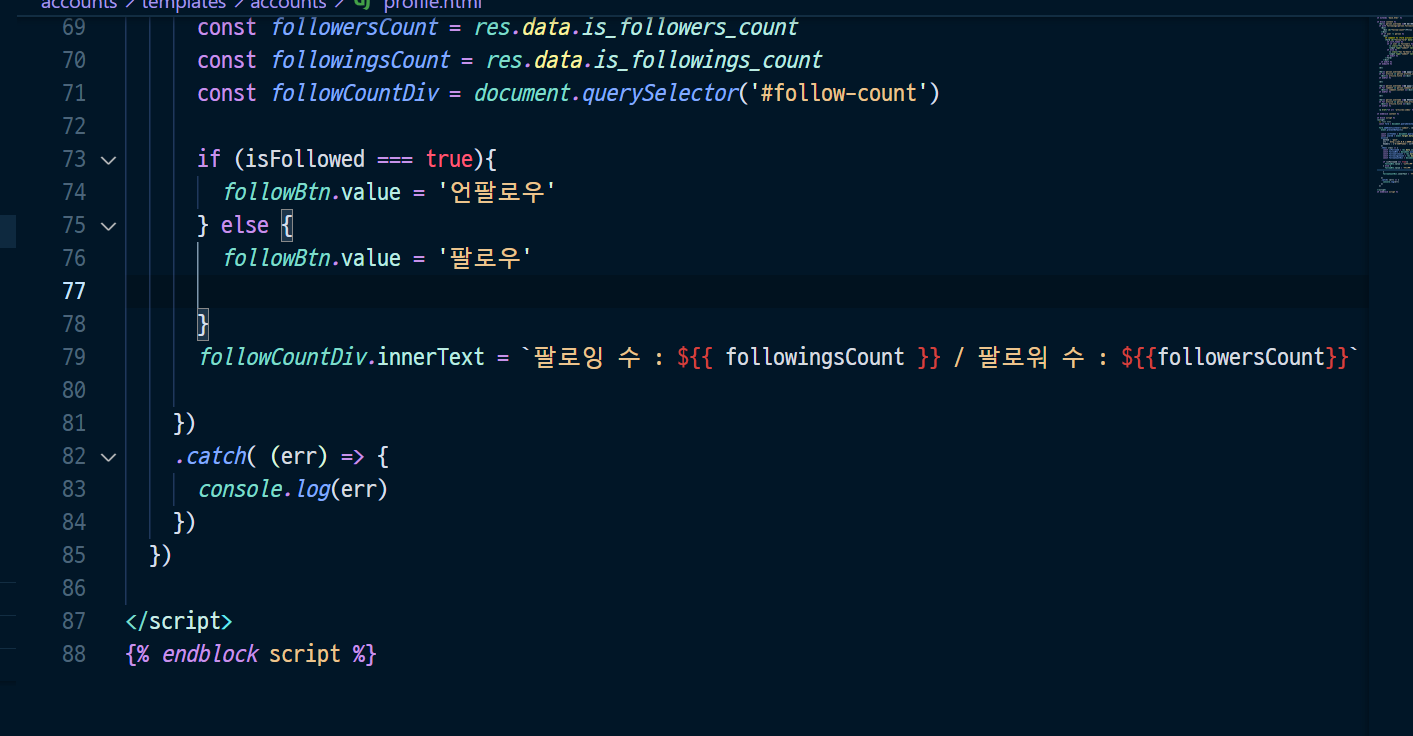 accounts > templates > accounts > dj profile.html
69 const followersCount = res.data.is_followers_count
70 const followingsCount = res.data.is_followings_count
71 const followCountDiv = document.querySelector('#follow-count')
72
73 if (isFollowed === true){
74 followBtn.value = '언팔로우'
75 } else {
76 followBtn.value = '팔로우'
77
78 }
79 followCountDiv.innerText = `팔로잉 수 : ${{ followingsCount }} / 팔로워 수 : ${{followersCount}}`
80
81 })
82 .catch( (err) => {
83 console.log(err)
84 })
85 })
86
87 </script>
88 {% endblock script %}